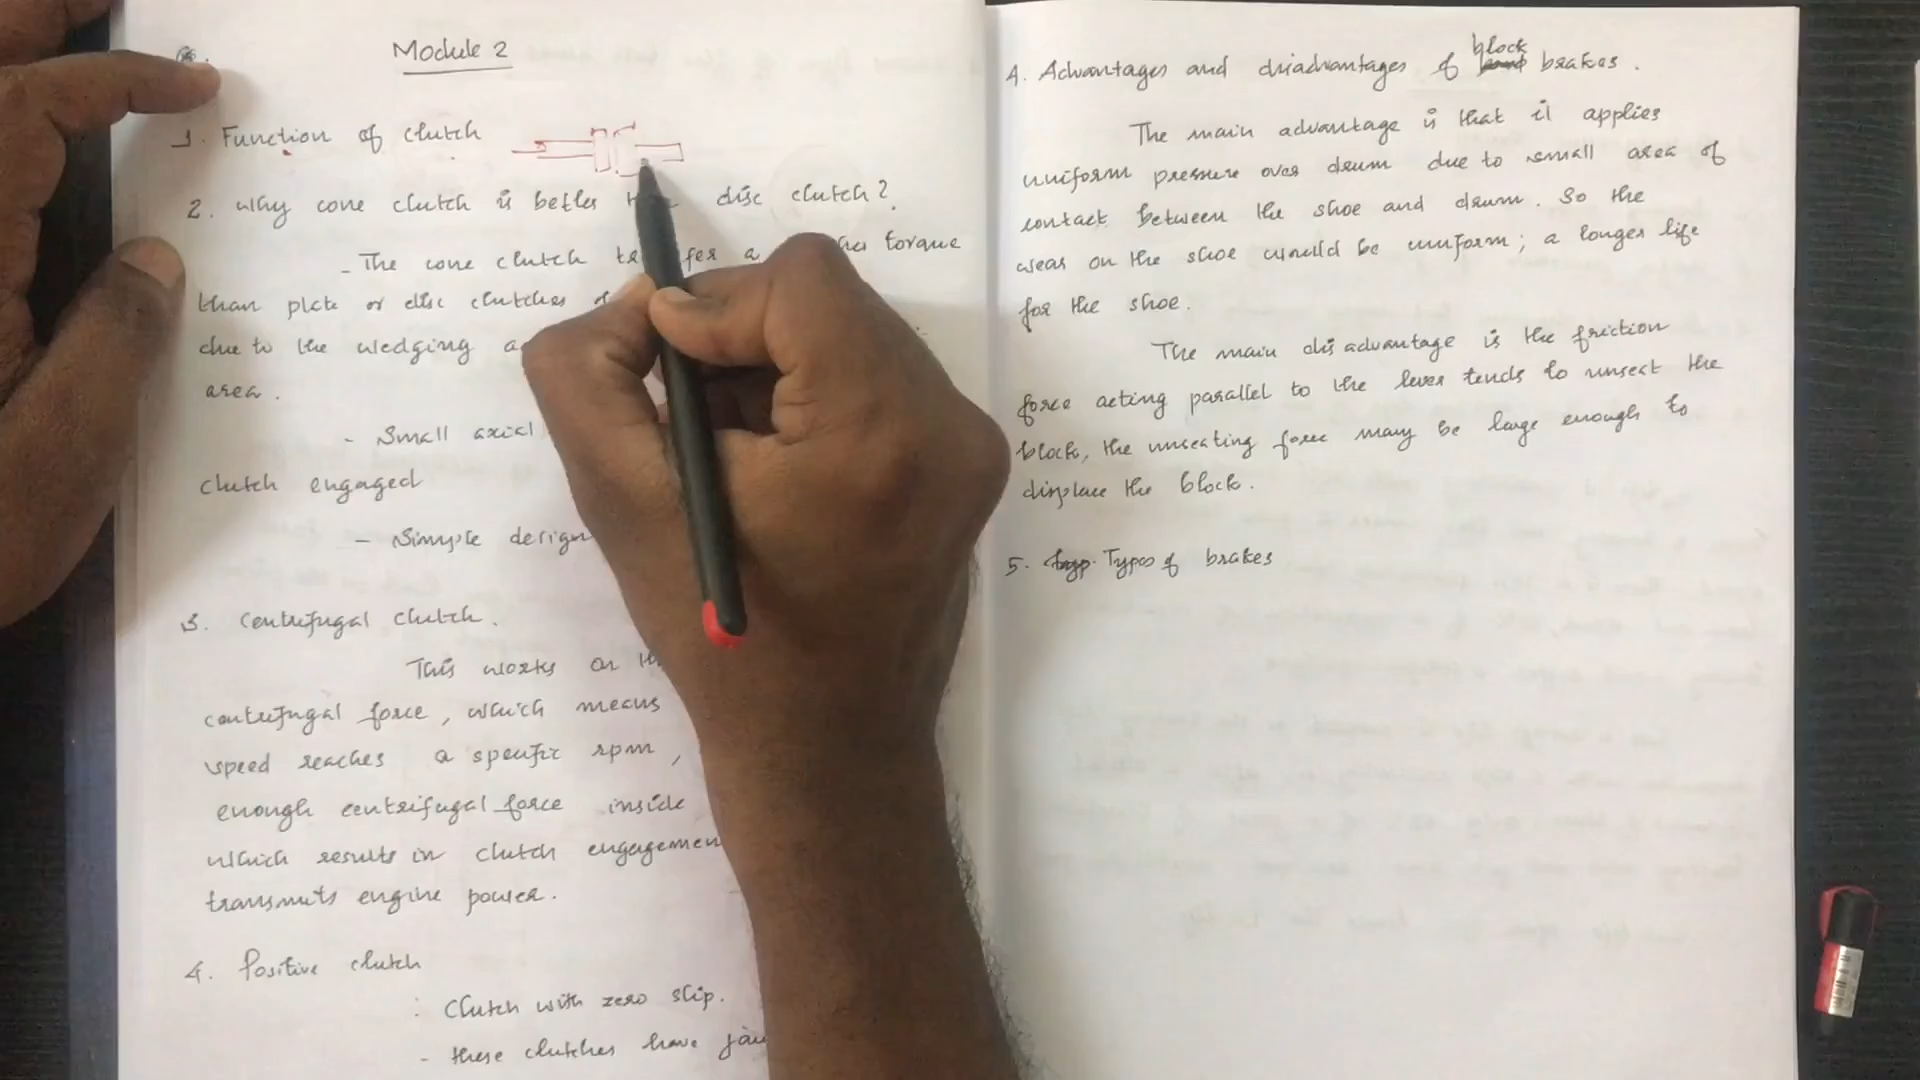 Module 2
1. Function of clutch
2. Why cone clutch is better disc clutch?
- The cone clutch torque
than plate or disc clutches
due to the wedging
area.
- Small axial
clutch engaged
- Simple design
3. Centrifugal clutch.
This works on
centrifugal force, which means
speed reaches a specific rpm,
enough centrifugal force inside
which results in clutch engagemen
transmits engine power.
4. Positive clutch
: Clutch with zero slip.
- these clutches have jaw
4. Advantages and disadvantages of block brakes.
The main advantage is that it applies
uniform pressure over drum due to small area of
contact between the shoe and drum. So the
wear on the shoe would be uniform; a longer life
for the shoe.
The main disadvantage is the friction
force acting parallel to the lever tends to unseat the
block, the unseating force may be large enough to
displace the block.
5. Types of brakes